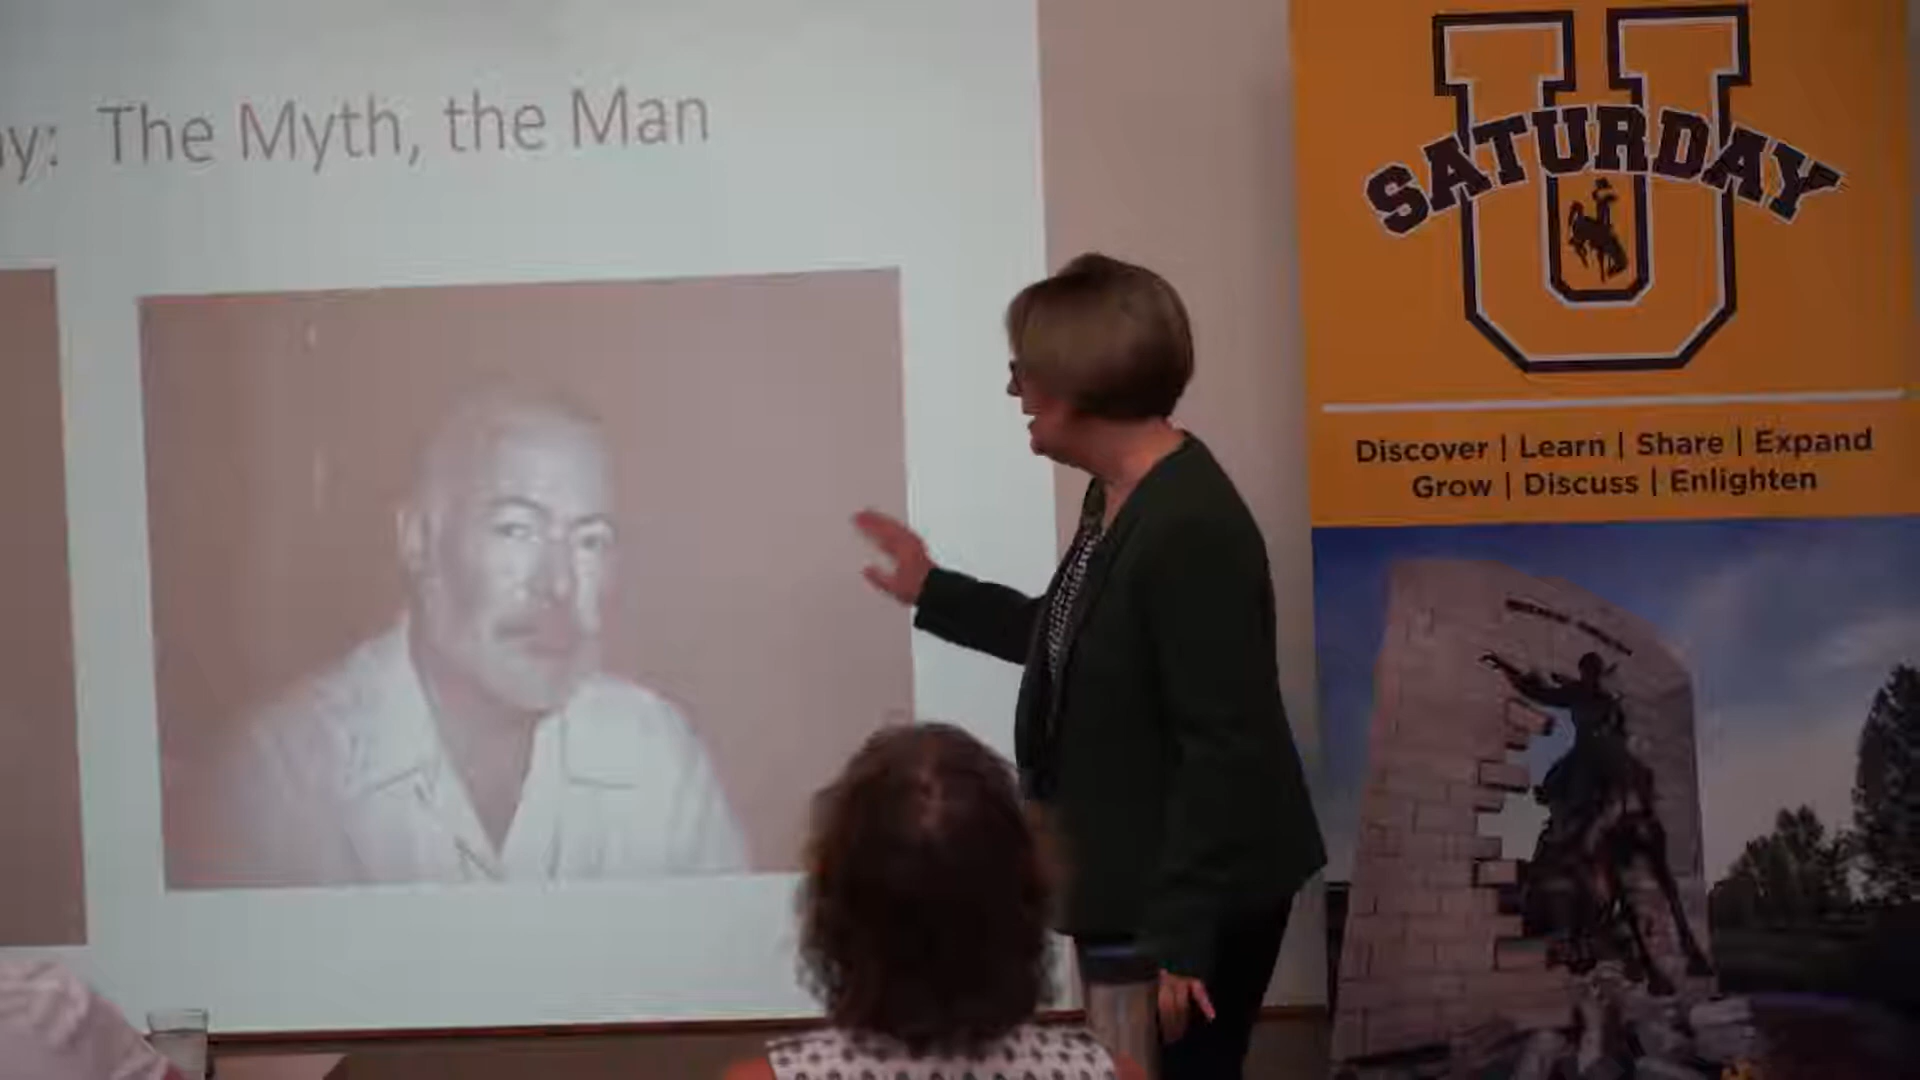 y: The Myth, the Man
U
SATURDAY
Discover | Learn | Share | Expand
Grow | Discuss | Enlighten